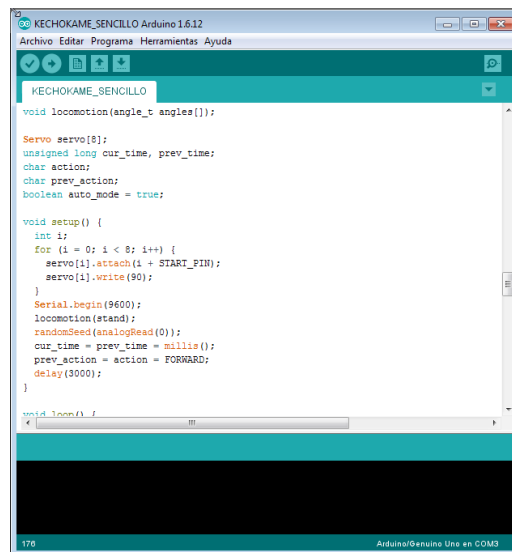 KECHOKAME_SENCILLO Arduino 1.6.12
Archivo Editar Programa Herramientas Ayuda
KECHOKAME_SENCILLO
void locomotion(angle_t angles[]);
Servo servo[8];
unsigned long cur_time, prev_time;
char action;
char prev_action;
boolean auto_mode = true;
void setup() {
int i;
for (i = 0; i < 8; i++) {
servo[i].attach(i + START_PIN);
servo[i].write(90);
}
Serial.begin(9600);
locomotion(stand);
randomSeed(analogRead(0));
cur_time = prev_time = millis();
prev_action = action = FORWARD;
delay(3000);
}
void loop() {
176 Arduino/Genuino Uno en COM3